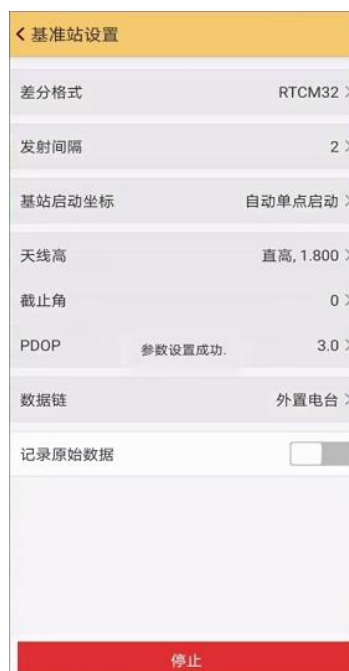 基准站设置
差分格式 RTCM32
发射间隔 2
基站启动坐标 自动单点启动
天线高 直高, 1.800
截止角 0
PDOP 3.0
参数设置成功.
数据链 外置电台
记录原始数据
停止